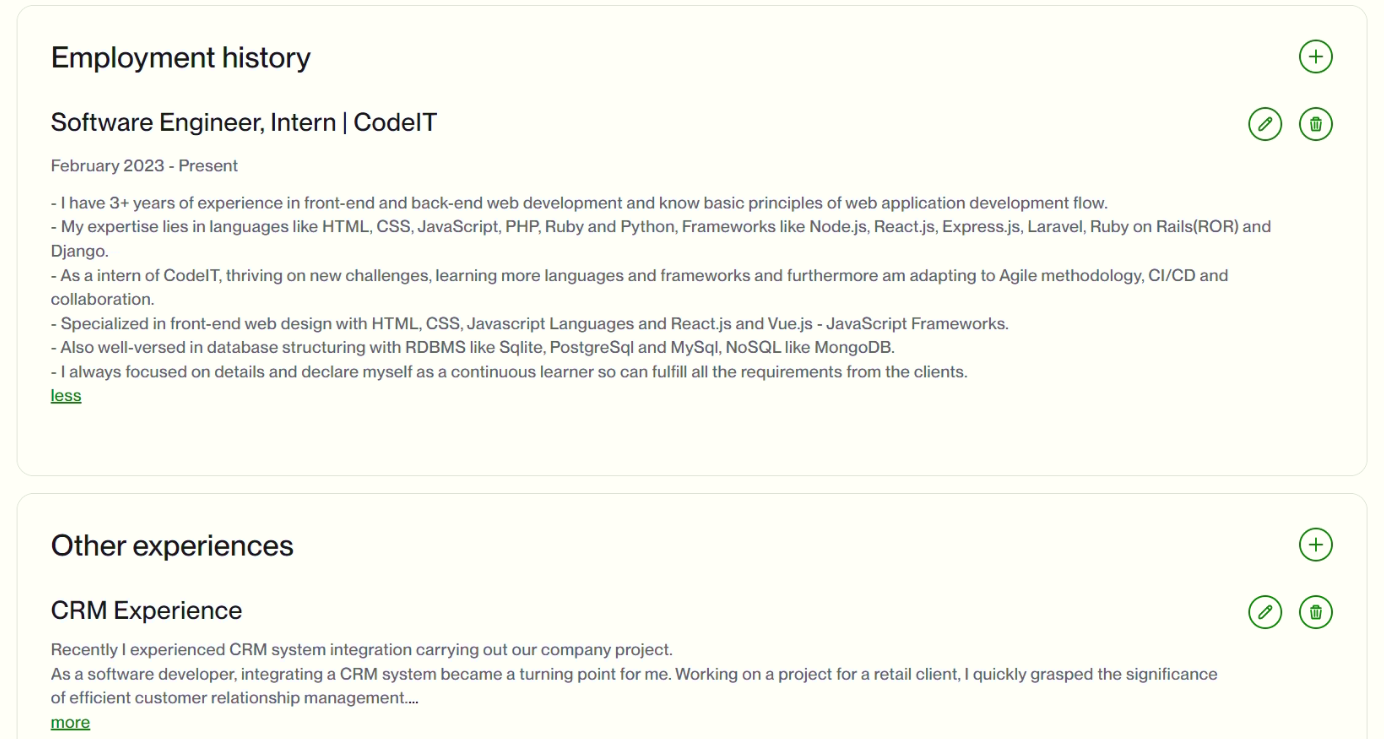 Employment history
Software Engineer, Intern | CodeIT
February 2023 - Present
- I have 3+ years of experience in front-end and back-end web development and know basic principles of web application development flow.
- My expertise lies in languages like HTML, CSS, JavaScript, PHP, Ruby and Python, Frameworks like Node.js, React.js, Express.js, Laravel, Ruby on Rails(ROR) and
Django.
- As a intern of CodeIT, thriving on new challenges, learning more languages and frameworks and furthermore am adapting to Agile methodology, CI/CD and
collaboration.
- Specialized in front-end web design with HTML, CSS, Javascript Languages and React.js and Vue.js - JavaScript Frameworks.
- Also well-versed in database structuring with RDBMS like Sqlite, PostgreSql and MySql, NoSQL like MongoDB.
- I always focused on details and declare myself as a continuous learner so can fulfill all the requirements from the clients.
less
Other experiences
CRM Experience
Recently I experienced CRM system integration carrying out our company project.
As a software developer, integrating a CRM system became a turning point for me. Working on a project for a retail client, I quickly grasped the significance
of efficient customer relationship management....
more